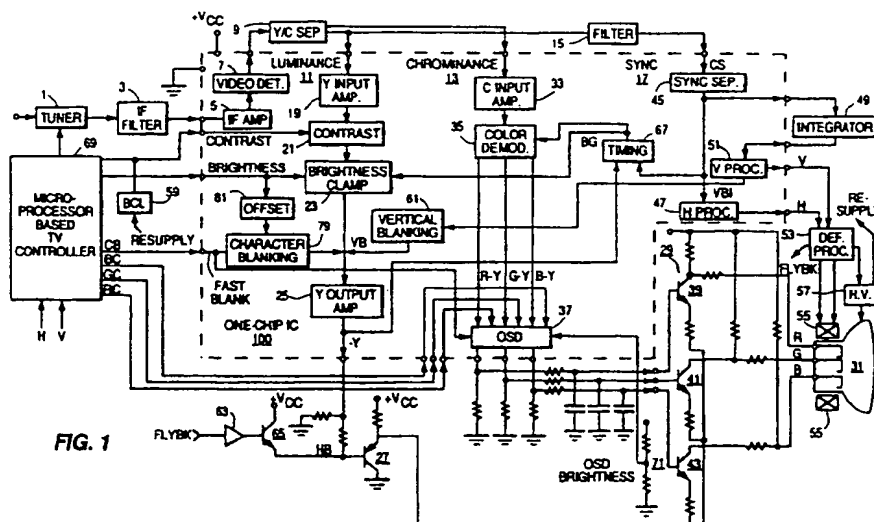 +VCC
9
Y/C SEP
15
FILTER
7
VIDEO DET.
LUMINANCE
11
CHROMINANCE
13
SYNC
17
CS
1
TUNER
3
IF FILTER
5
IF AMP
Y INPUT AMP.
19
C INPUT AMP.
33
SYNC SEP.
45
49
INTEGRATOR
CONTRAST
CONTRAST
21
35
COLOR DEMOD.
BG
67
TIMING
51
V PROC.
V
69
MICRO-
PROCESSOR
BASED
TV
CONTROLLER
BRIGHTNESS
BRIGHTNESS CLAMP
23
BCL
59
RESUPPLY
81
OFFSET
61
VERTICAL BLANKING
VB
VBI
47
H PROC.
H
RE-
SUPPLY
79
CHARACTER BLANKING
FAST BLANK
CB
GC
BC
R-Y
G-Y
B-Y
29
39
53
DEF. PROC.
FLYBK
57
H.V.
25
Y OUTPUT AMP
ONE-CHIP IC
100
-Y
37
OSD
55
R
G
B
31
H
V
41
55
FIG. 1
63
FLYBK
+VCC
65
HB
+VCC
27
OSD BRIGHTNESS
71
43